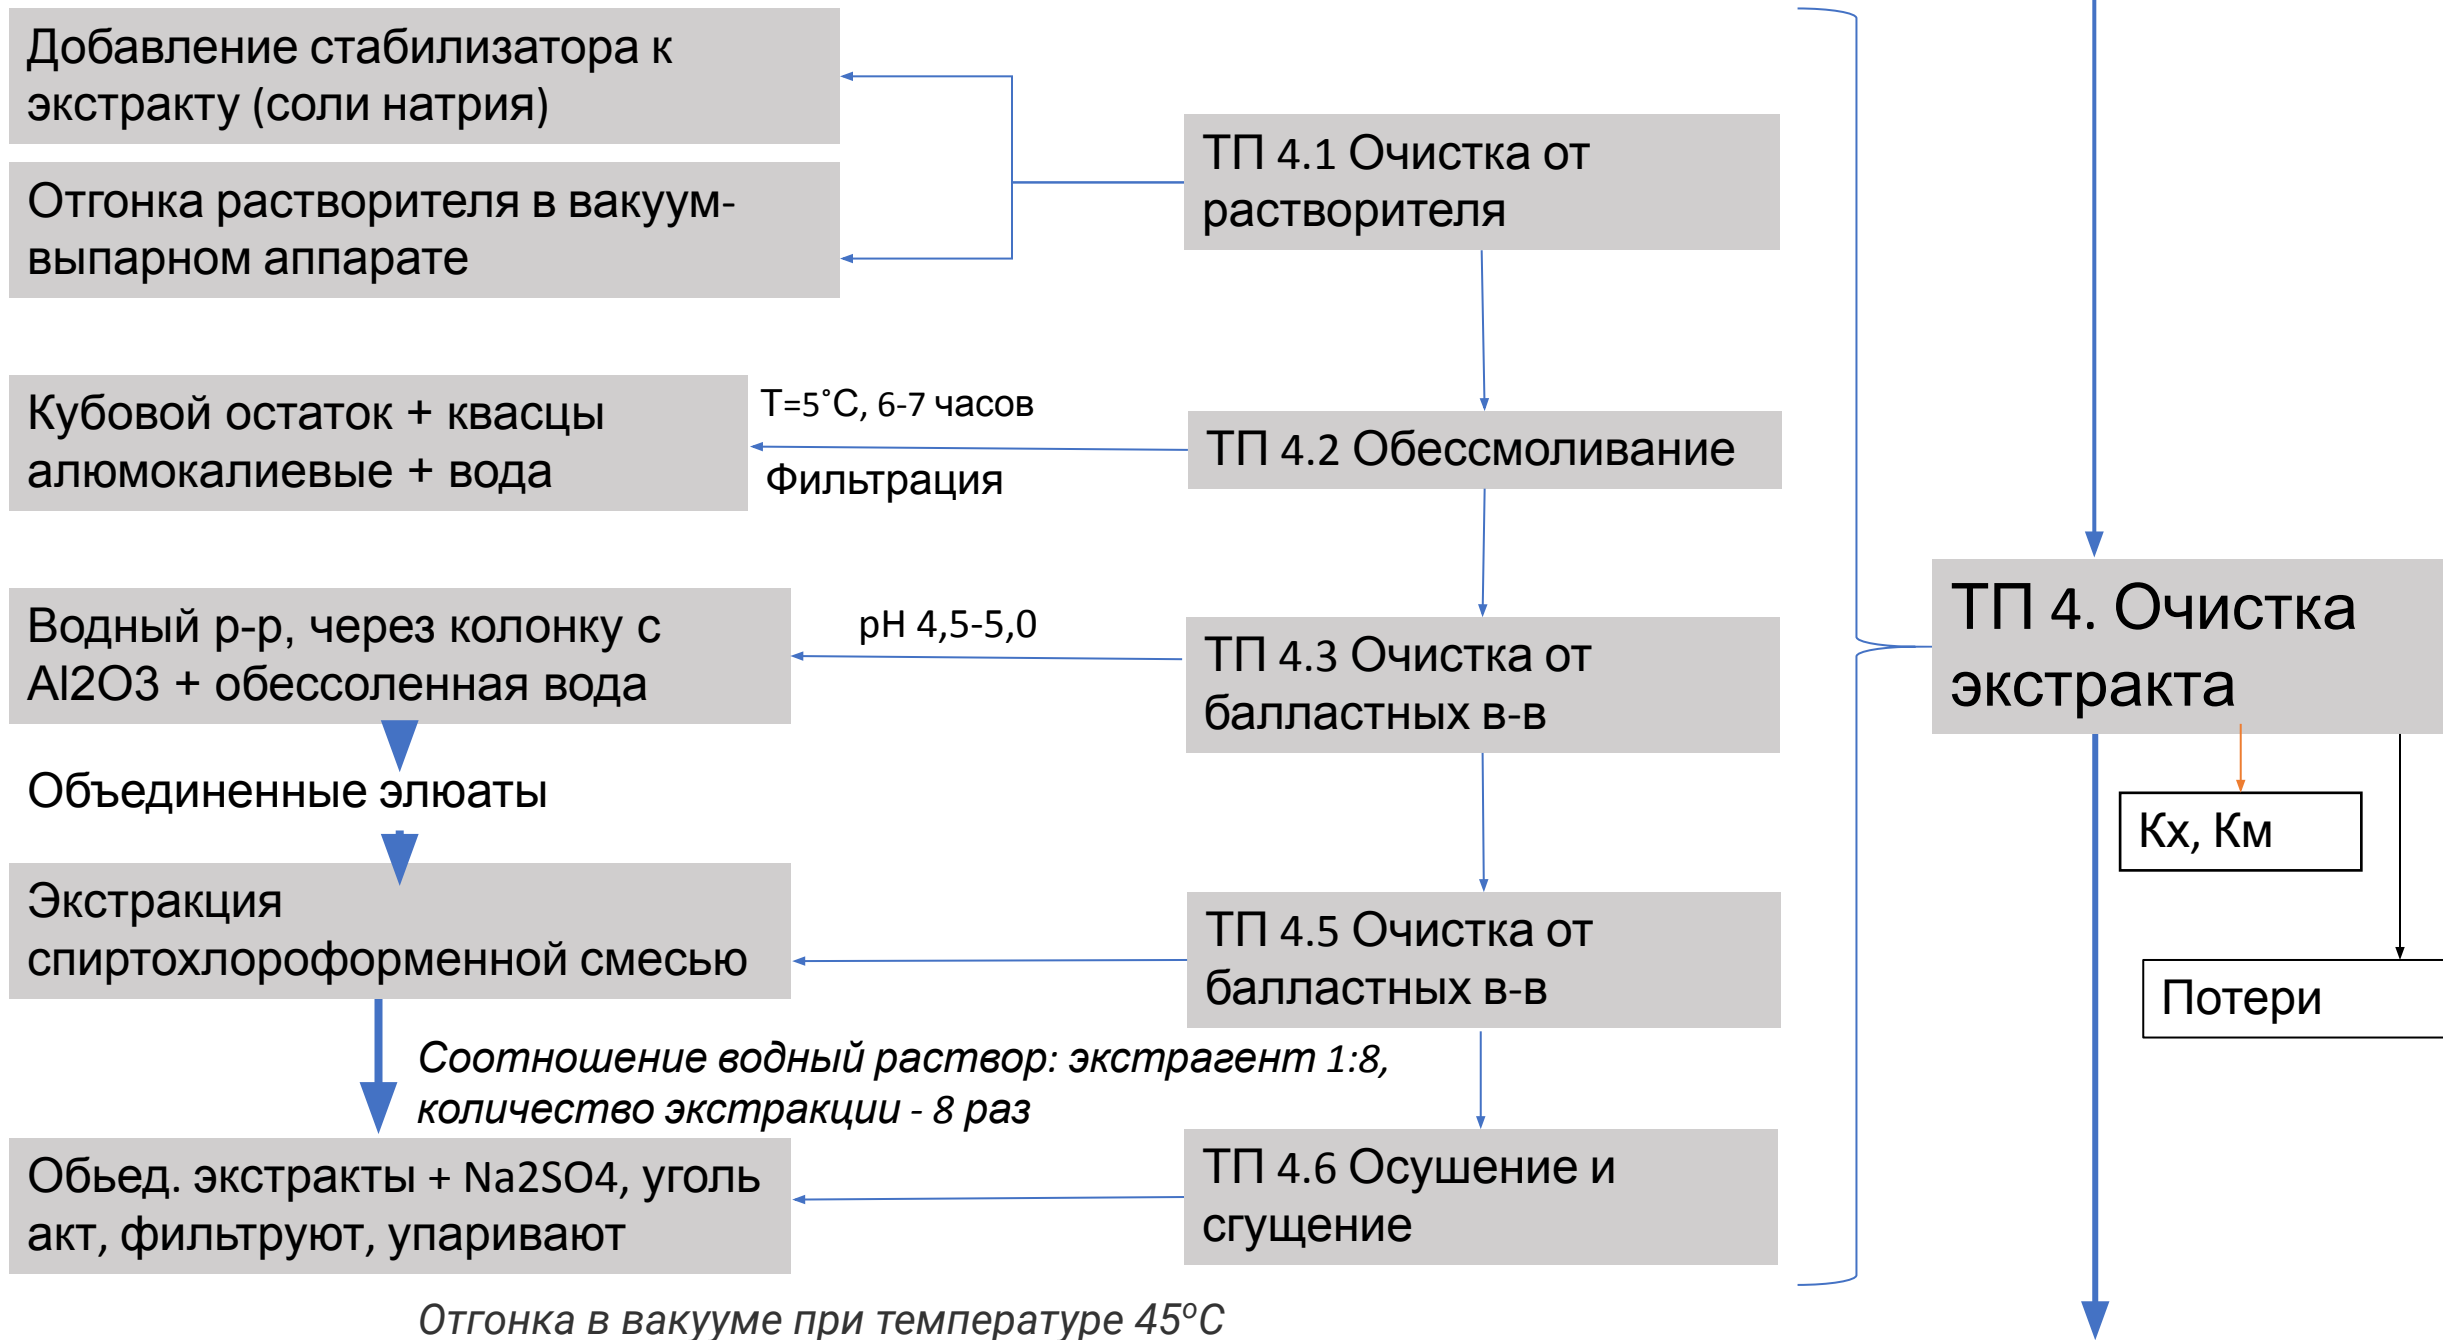 Добавление стабилизатора к
экстракту (соли натрия)
Отгонка растворителя в вакуум-
выпарном аппарате
ТП 4.1 Очистка от
растворителя
Кубовой остаток + квасцы
алюмокалиевые + вода
T=5˚C, 6-7 часов
Фильтрация
ТП 4.2 Обессмоливание
Водный р-р, через колонку с
Al2O3 + обессоленная вода
pH 4,5-5,0
ТП 4.3 Очистка от
балластных в-в
ТП 4. Очистка
экстракта
Объединенные элюаты
Кх, Км
Экстракция
спиртохлороформенной смесью
ТП 4.5 Очистка от
балластных в-в
Потери
Соотношение водный раствор: экстрагент 1:8,
количество экстракции - 8 раз
Обьед. экстракты + Na2SO4, уголь
акт, фильтруют, упаривают
ТП 4.6 Осушение и
сгущение
Отгонка в вакууме при температуре 45ºС